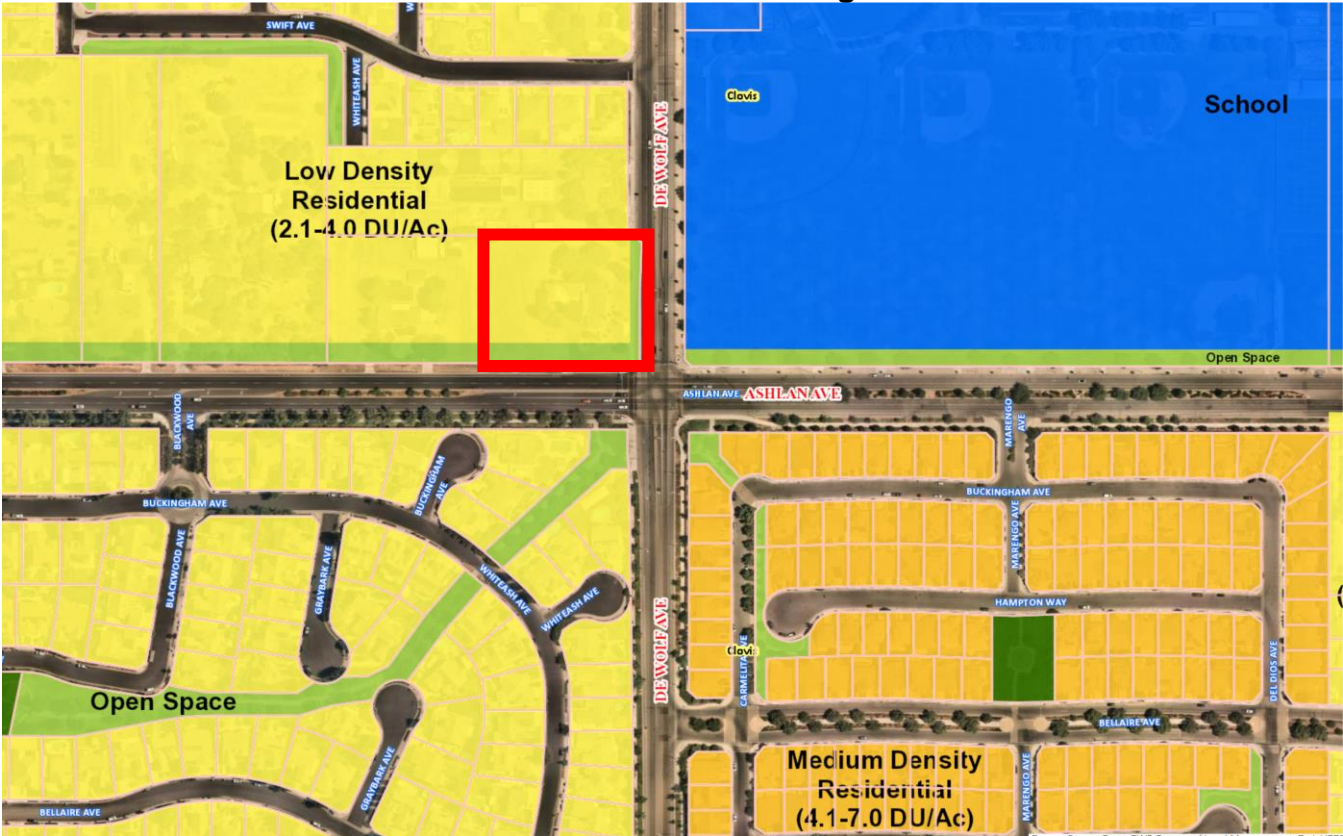 SWIFT AVE
WHITEASH AVE
Clovis
School
DE WOLF AVE
Low Density
Residential
(2.1-4.0 DU/Ac)
Open Space
ASHLAN AVE
ASHLAN AVE
BLACKWOOD
AVE
MARENGO
AVE
BUCKINGHAM
AVE
BUCKINGHAM AVE
BUCKINGHAM AVE
MARENGO AVE
BLACKWOOD AVE
GRAYBARK AVE
WHITEASH AVE
WHITEASH AVE
HAMPTON WAY
DE WOLF AVE
CARMELITA AVE
Clovis
DEL DIOS AVE
Open Space
BELLAIRE AVE
GRAYBARK AVE
Medium Density
Residential
(4.1-7.0 DU/Ac)
MARENGO AVE
BELLAIRE AVE